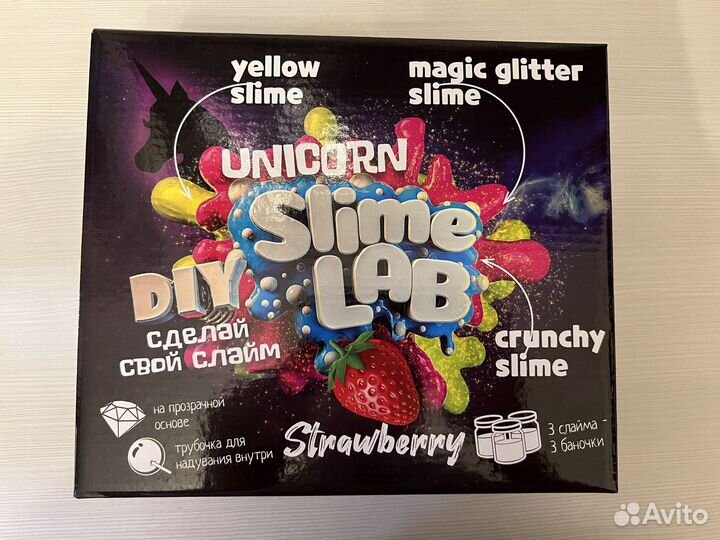 yellow
slime
magic glitter
slime
UNICORN
Slime
LAB
DIY
сделай
свой слайм
crunchy
slime
на прозрачной
основе
трубочка для
надувания внутри
Strawberry
3 слайма -
3 баночки
Avito